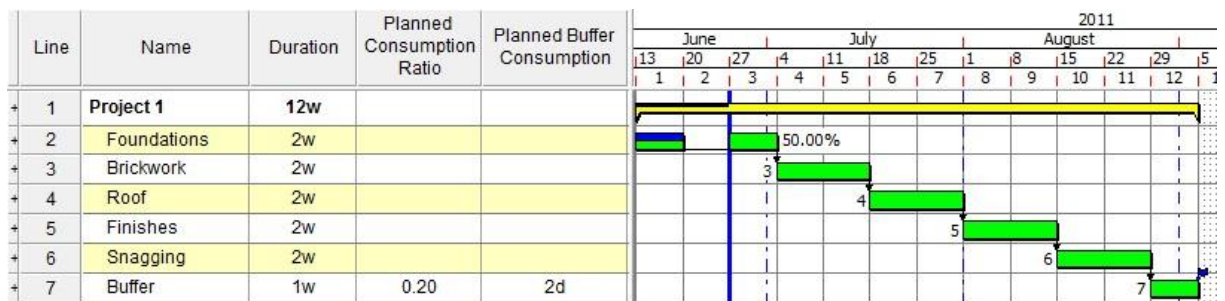 2011
June July August
13 20 27 4 11 18 25 1 8 15 22 29 5
1 2 3 4 5 6 7 8 9 10 11 12 1
Line Name Duration Planned Consumption Ratio Planned Buffer Consumption
1 Project 1 12w
2 Foundations 2w 50.00%
3 Brickwork 2w 3
4 Roof 2w 4
5 Finishes 2w 5
6 Snagging 2w 6
7 Buffer 1w 0.20 2d 7